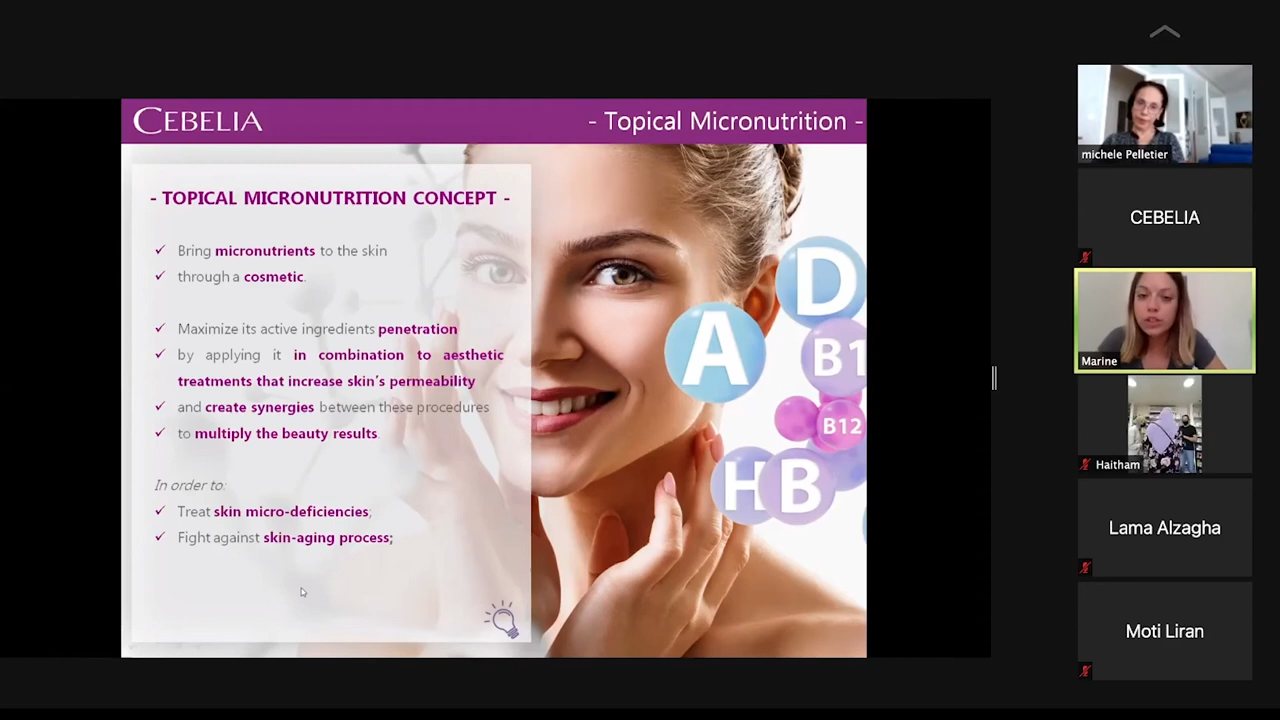 CEBELIA
- Topical Micronutrition -
- TOPICAL MICRONUTRITION CONCEPT -
Bring micronutrients to the skin
through a cosmetic.
Maximize its active ingredients penetration
by applying it in combination to aesthetic
treatments that increase skin's permeability
and create synergies between these procedures
to multiply the beauty results.
In order to:
Treat skin micro-deficiencies;
Fight against skin-aging process;
D
A
B1
B12
H
B
michele Pelletier
CEBELIA
Marine
Haitham
Lama Alzagha
Moti Liran